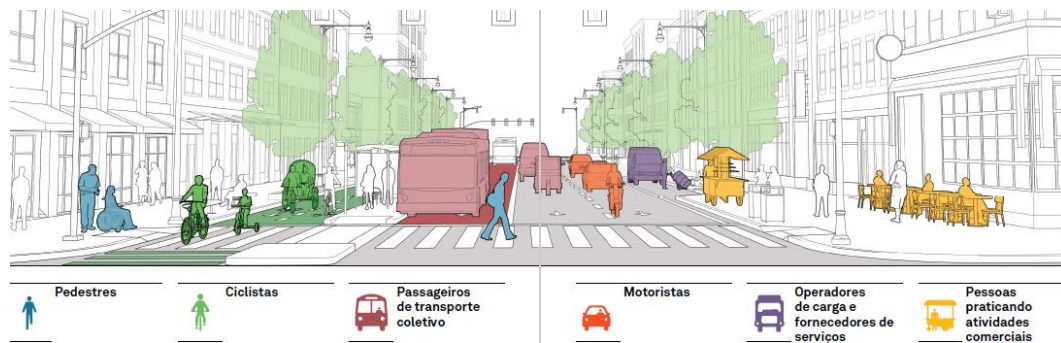 Pedestres
Ciclistas
Passageiros
de transporte
coletivo
Motoristas
Operadores
de carga e
fornecedores de
serviços
Pessoas
praticando
atividades
comerciais